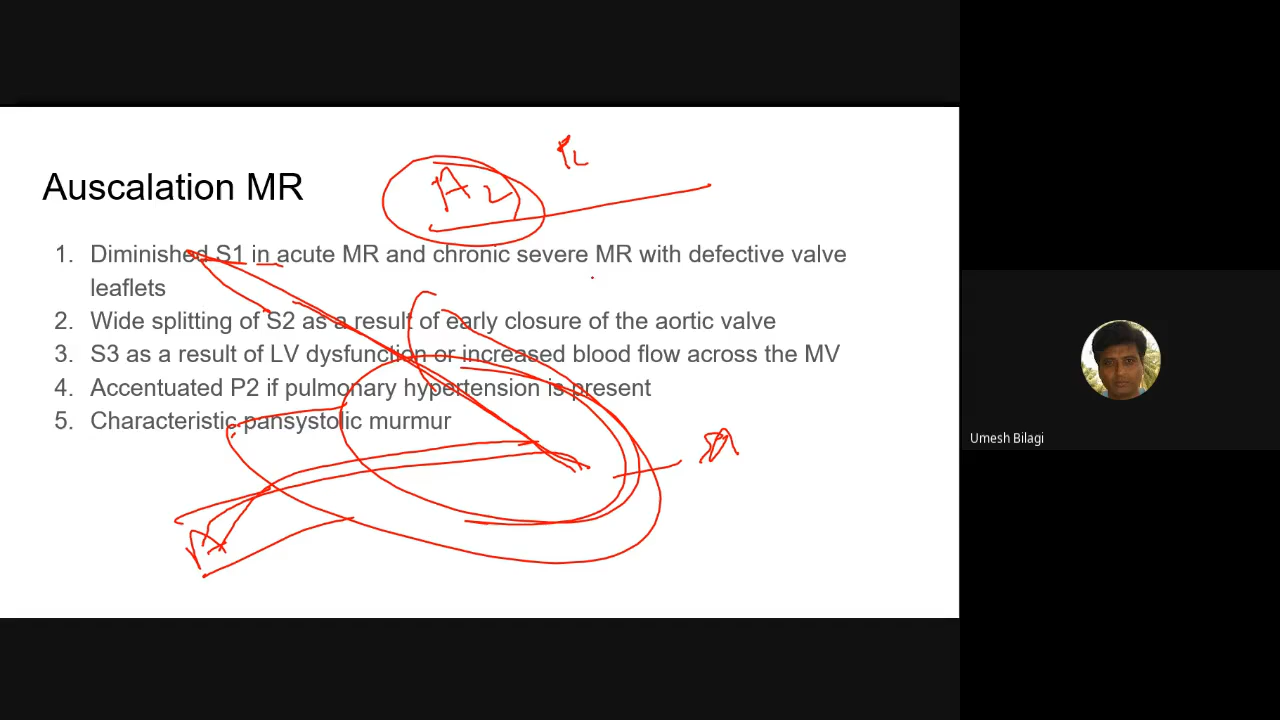 A2
P2
Auscalation MR
1. Diminished S1 in acute MR and chronic severe MR with defective valve
leaflets
2. Wide splitting of S2 as a result of early closure of the aortic valve
3. S3 as a result of LV dysfunction or increased blood flow across the MV
4. Accentuated P2 if pulmonary hypertension is present
5. Characteristic pansystolic murmur
Umesh Bilagi